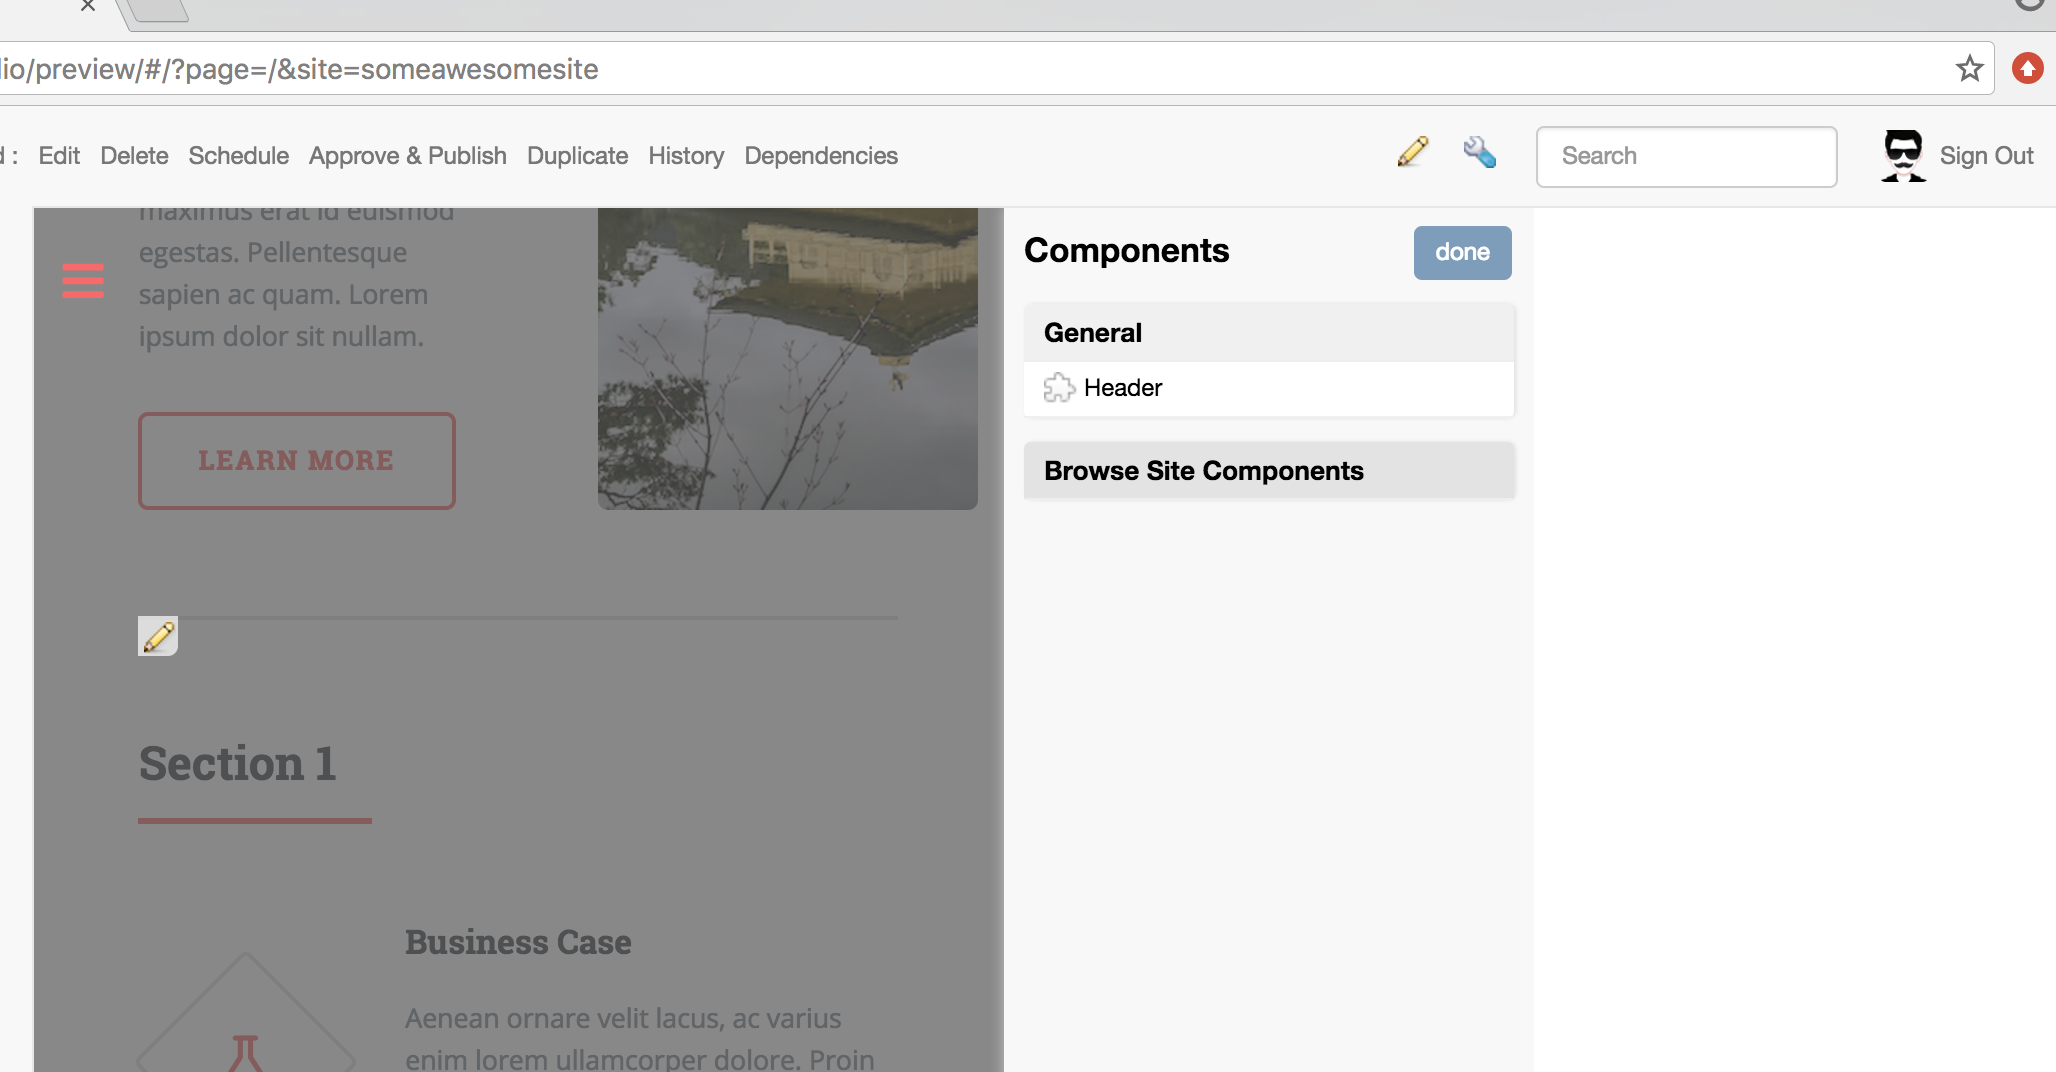 io/preview/#/?page=/&site=someawesomesite
: Edit Delete Schedule Approve & Publish Duplicate History Dependencies
Search
Sign Out
maximus erat id euismod
egestas. Pellentesque
sapien ac quam. Lorem
ipsum dolor sit nullam.
LEARN MORE
Components
done
General
Header
Browse Site Components
Section 1
Business Case
Aenean ornare velit lacus, ac varius
enim lorem ullamcorper dolore. Proin